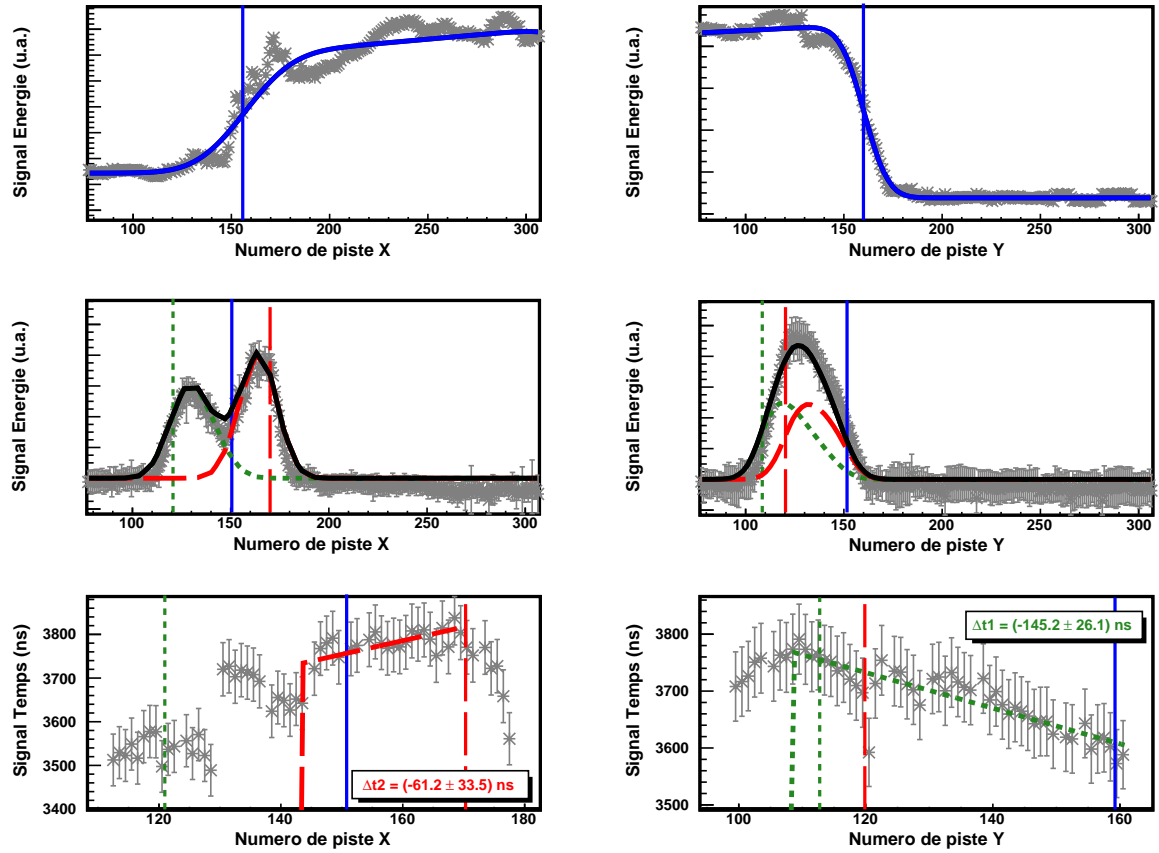 Signal Energie (u.a.)
100 150 200 250 300
Numero de piste X
Signal Energie (u.a.)
100 150 200 250 300
Numero de piste Y
Signal Energie (u.a.)
100 150 200 250 300
Numero de piste X
Signal Energie (u.a.)
100 150 200 250 300
Numero de piste Y
Signal Temps (ns)
3800
3700
3600
3500
3400
Δt2 = (-61.2 ± 33.5) ns
120 140 160 180
Numero de piste X
Signal Temps (ns)
3800
3700
3600
3500
Δt1 = (-145.2 ± 26.1) ns
100 120 140 160
Numero de piste Y